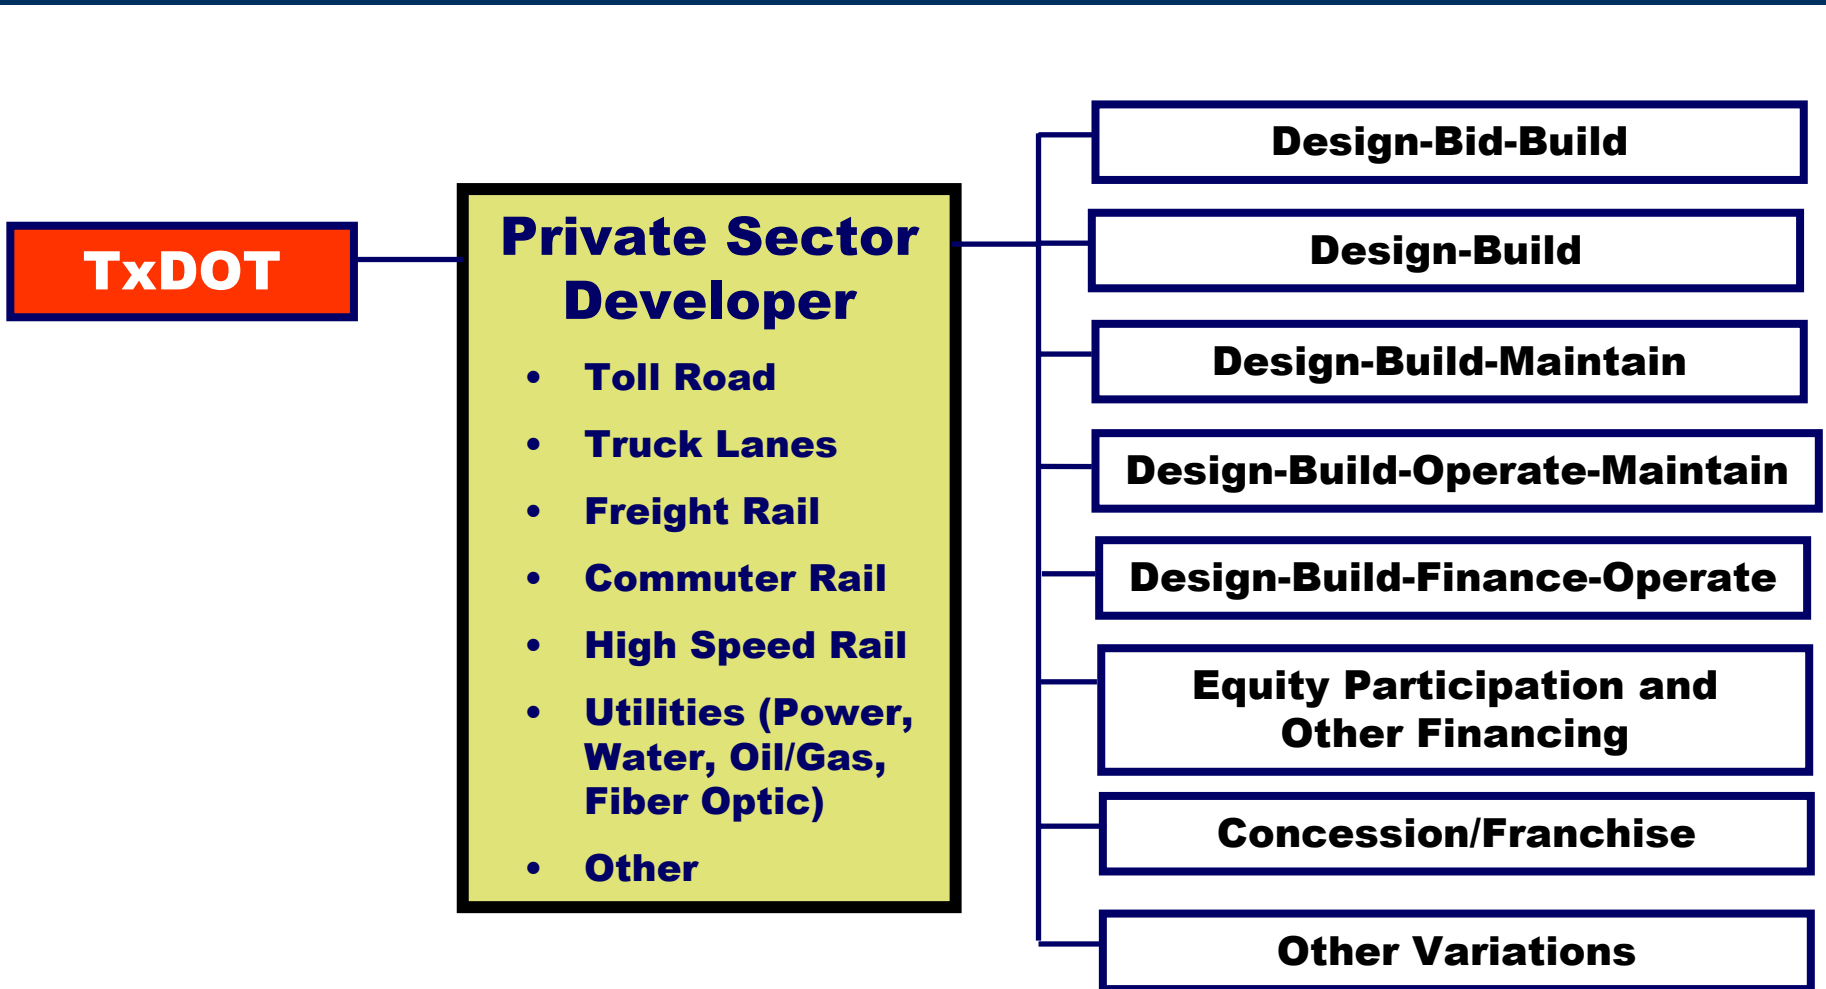 TxDOT
Private Sector
Developer
• Toll Road
• Truck Lanes
• Freight Rail
• Commuter Rail
• High Speed Rail
• Utilities (Power,
Water, Oil/Gas,
Fiber Optic)
• Other
Design-Bid-Build
Design-Build
Design-Build-Maintain
Design-Build-Operate-Maintain
Design-Build-Finance-Operate
Equity Participation and
Other Financing
Concession/Franchise
Other Variations